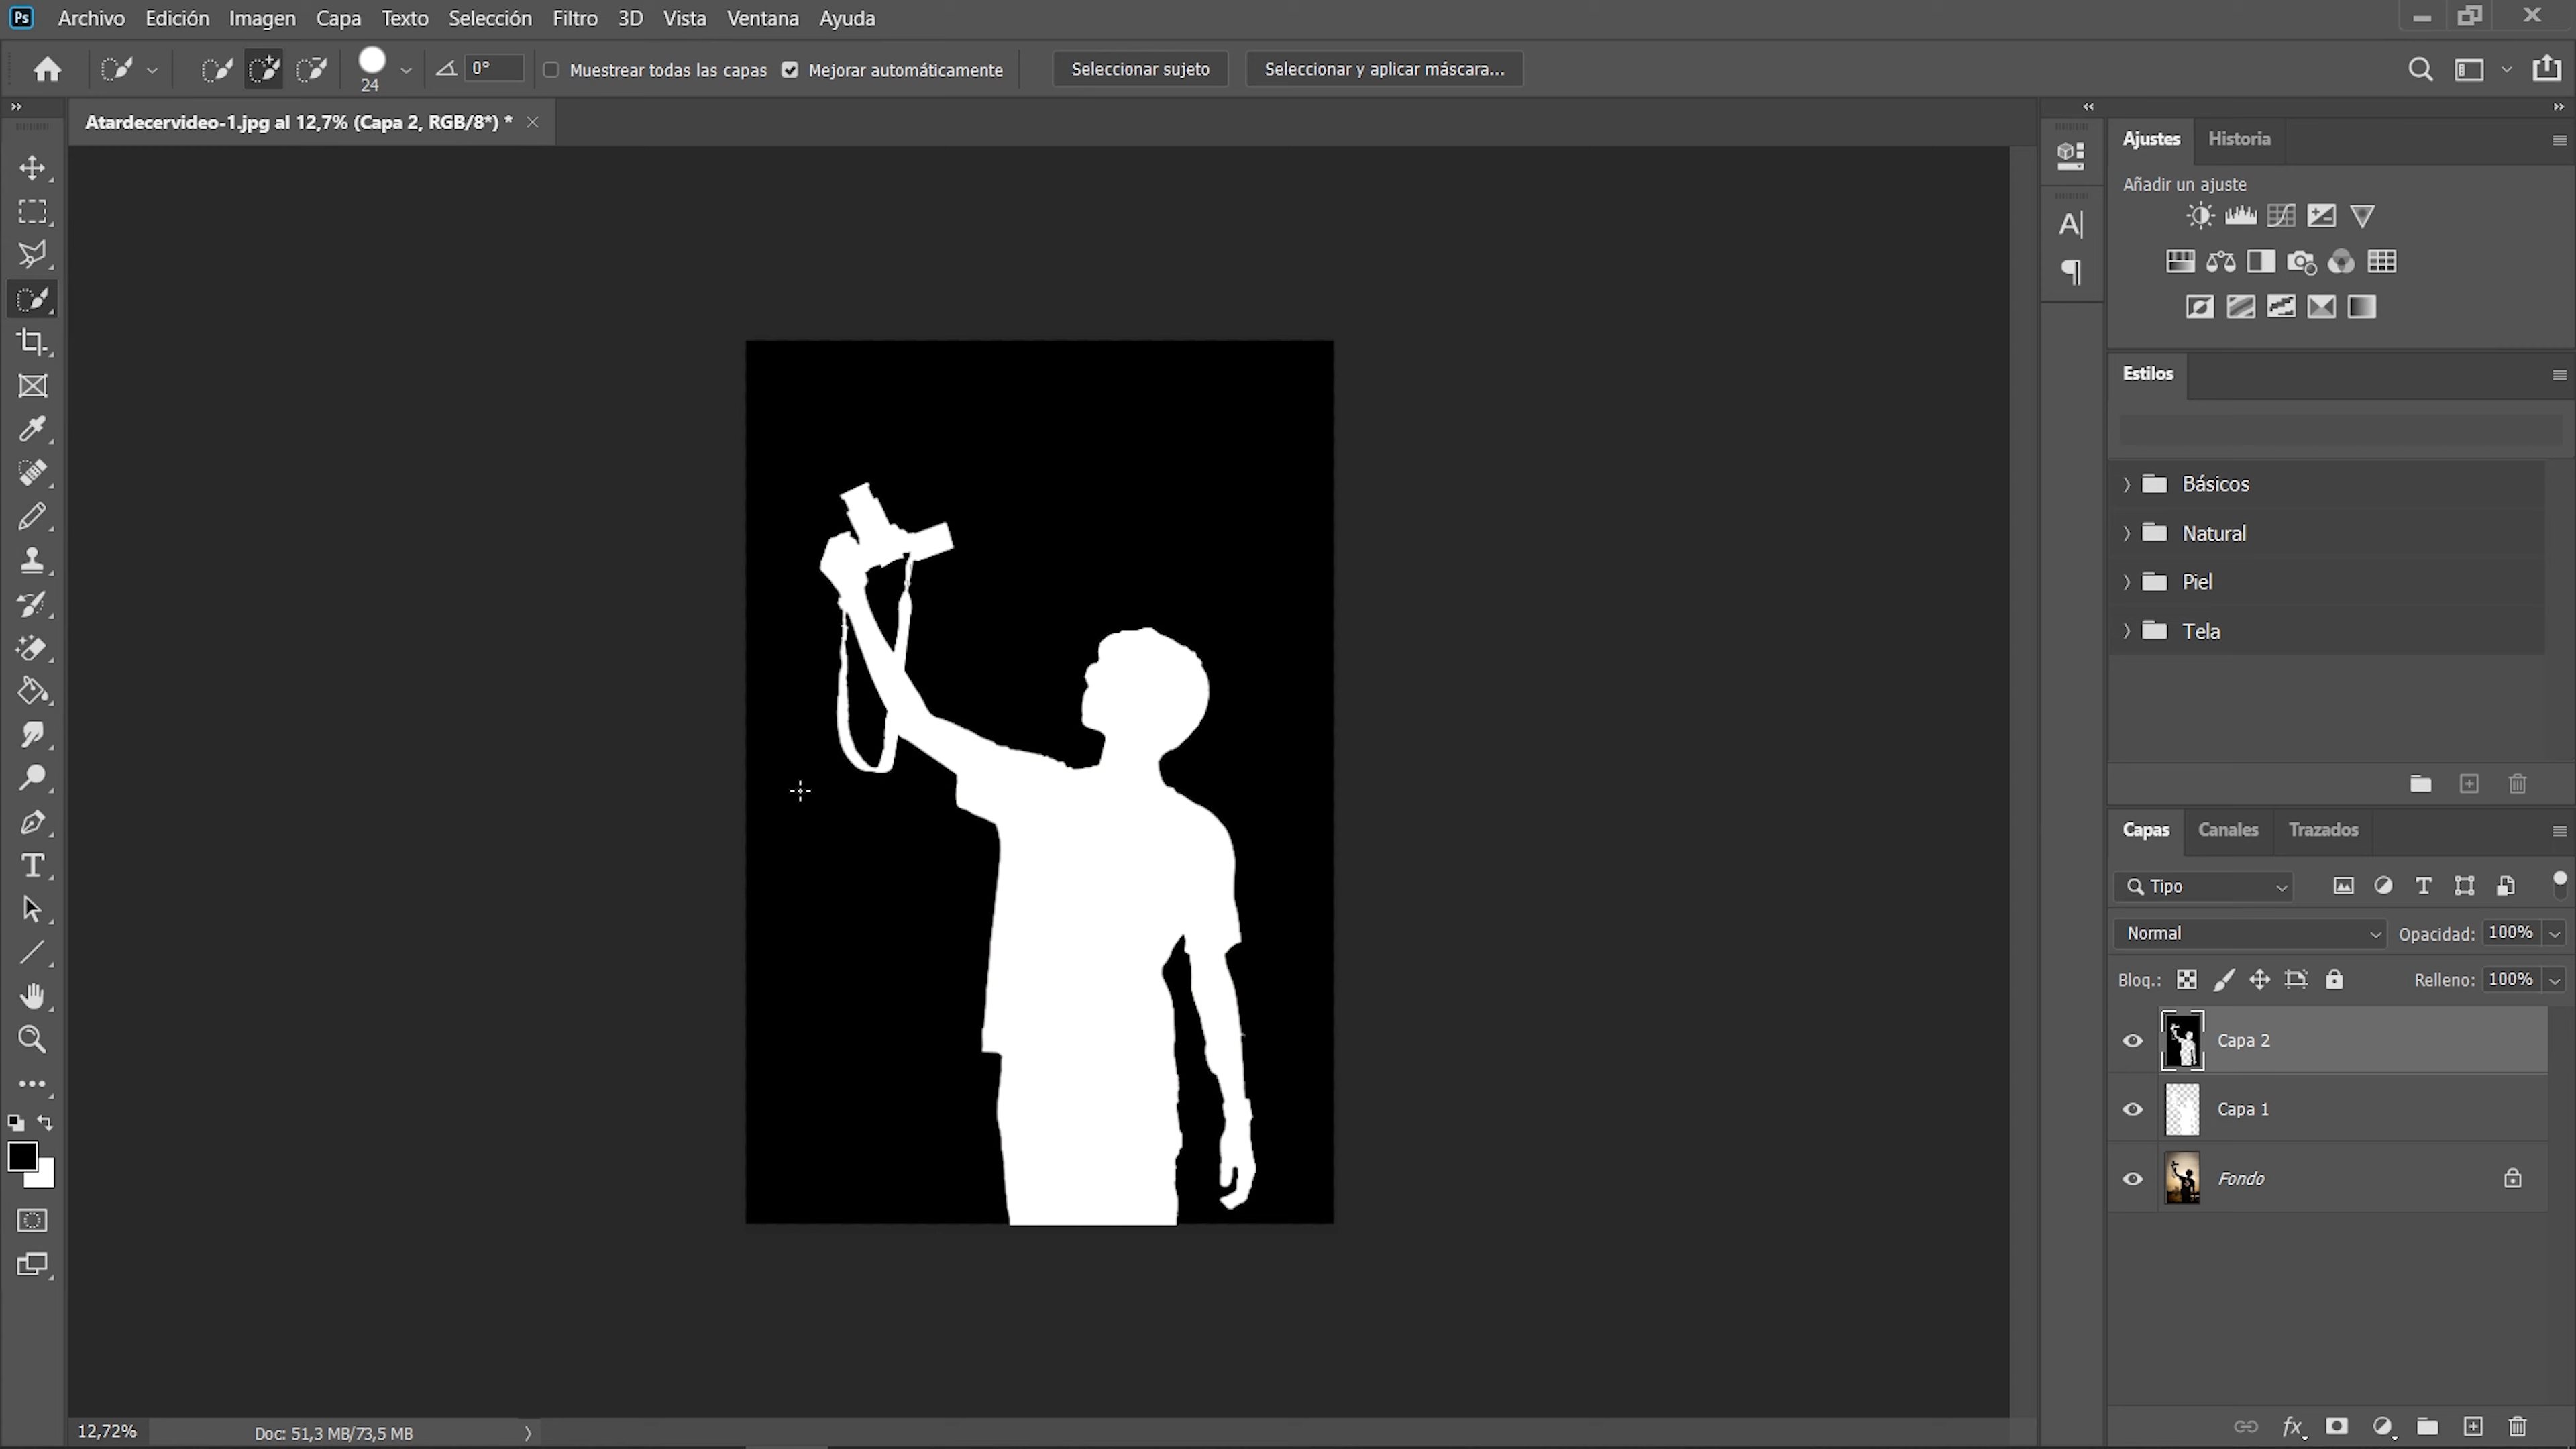 Ps Archivo Edición Imagen Capa Texto Selección Filtro 3D Vista Ventana Ayuda
24 0° Muestrear todas las capas Mejorar automáticamente Seleccionar sujeto Seleccionar y aplicar máscara...
Atardecervideo-1.jpg al 12,7% (Capa 2, RGB/8*) *
Ajustes Historia
Añadir un ajuste
Estilos
Básicos
Natural
Piel
Tela
Capas Canales Trazados
Tipo
Normal Opacidad: 100%
Bloq.: Relleno: 100%
Capa 2
Capa 1
Fondo
12,72% Doc: 51,3 MB/73,5 MB
fx